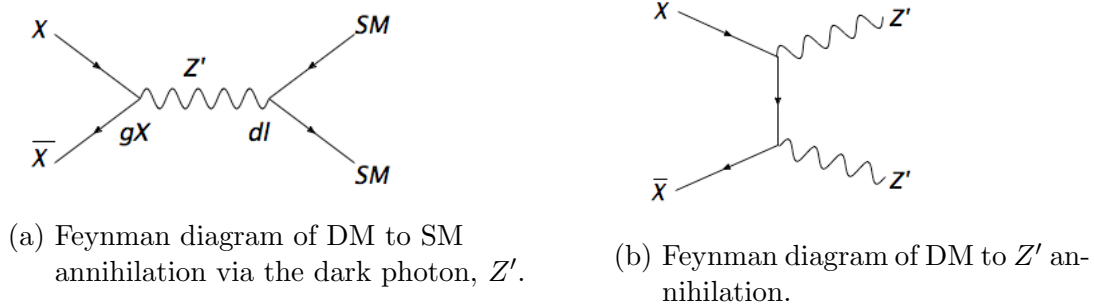 X
SM
Z'
gX
dl
X̅
SM
(a) Feynman diagram of DM to SM
annihilation via the dark photon, Z′.
X
Z'
X̅
Z'
(b) Feynman diagram of DM to Z′ an-
nihilation.